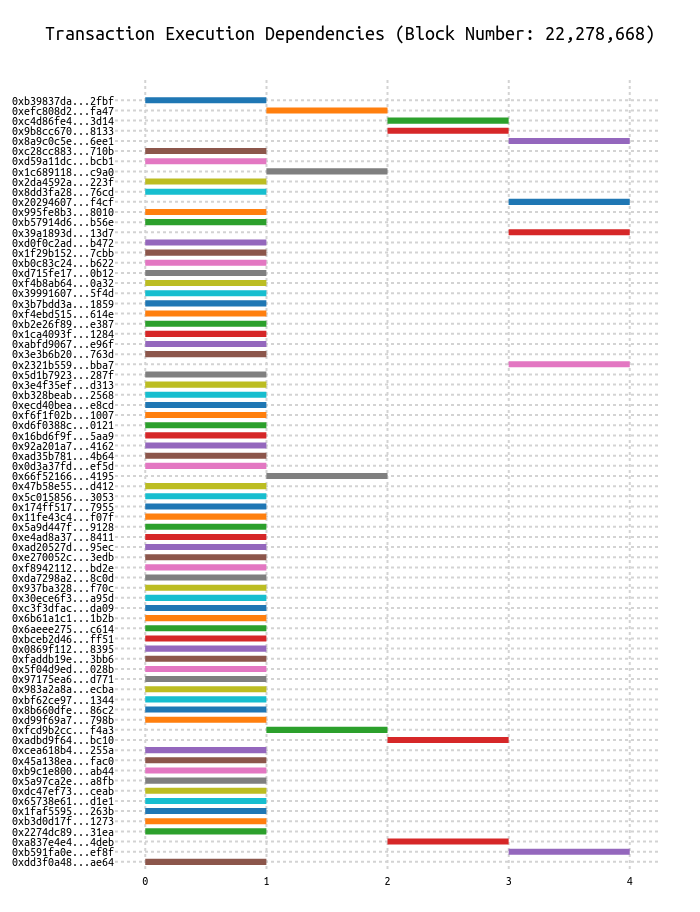 Transaction Execution Dependencies (Block Number: 22,278,668)
0xb39837da...2fbf
0xefc808d2...fa47
0xc4d86fe4...3d14
0x9b8cc670...8133
0x8a9c0c5e...6ee1
0xc28cc883...710b
0xd59a11dc...bcb1
0x1c689118...c9a0
0x2da4592a...223f
0x8dd3fa28...76cd
0x20294607...f4cf
0x995fe8b3...8010
0xb57914d6...b56e
0x39a1893d...13d7
0xd0f0c2ad...b472
0x1f29b152...7cbb
0xb0c83c24...b622
0xd715fe17...0b12
0xf4b8ab64...0a32
0x39991607...5f4d
0x3b7bdd3a...1859
0xf4ebd515...614e
0xb2e26f89...e387
0x1ca4093f...1284
0xabfd9067...e96f
0x3e3b6b20...763d
0x2321b559...bba7
0x5d1b7923...287f
0x3e4f35ef...d313
0xb328beab...2568
0xecd40bea...e8cd
0xf6f1f02b...1007
0xd6f0388c...0121
0x16bd6f9f...5aa9
0x92a201a7...4162
0xad35b781...4b64
0x0d3a37fd...ef5d
0x66f52166...4195
0x47b58e55...d412
0x5c015856...3053
0x174ff517...7955
0x11fe43c4...f07f
0x5a9d447f...9128
0xe4ad8a37...8411
0xad20527d...95ec
0xe270052c...3edb
0xf8942112...bd2e
0xda7298a2...8c0d
0x937ba328...f70c
0x30ece6f3...a95d
0xc3f3dfac...da09
0x6b61a1c1...1b2b
0x6aeee275...c614
0xbceb2d46...ff51
0x0869f112...8395
0xfaddb19e...3bb6
0x5f04d9ed...028b
0x97175ea6...d771
0x983a2a8a...ecba
0xbf62ce97...1344
0x8b660dfe...86c2
0xd99f69a7...798b
0xfcd9b2cc...f4a3
0xadbd9f64...bc10
0xcea618b4...255a
0x45a138ea...fac0
0xb9c1e800...ab44
0x5a97ca2e...a8fb
0xdc47ef73...ceab
0x65738e61...d1e1
0x1faf5595...263b
0xb3d0d17f...1273
0x2274dc89...31ea
0xa837e4e4...4deb
0xb591fa0e...ef8f
0xdd3f0a48...ae64
0 1 2 3 4